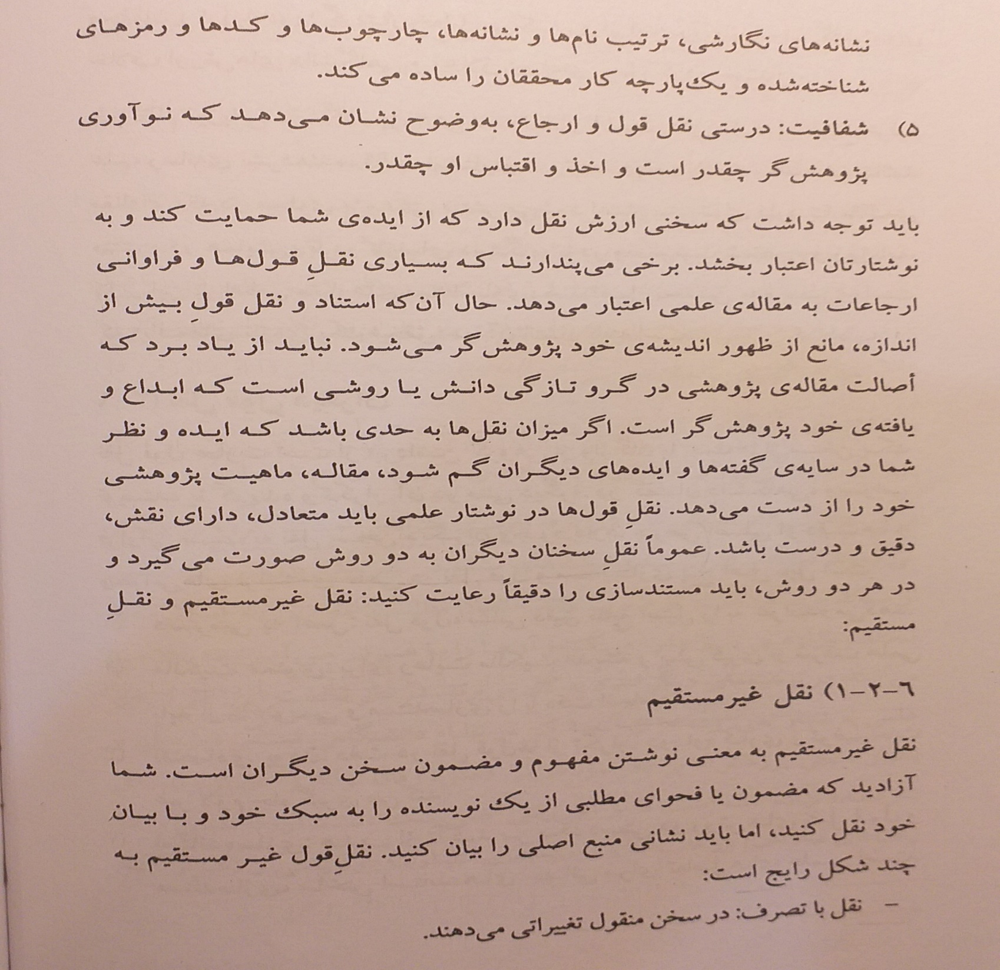 نشانه‌های نگارشی، ترتیب نام‌ها و نشانه‌ها، چارچوب‌ها و کدها و رمزهای
شناخته‌شده و یک‌پارچه کار محققان را ساده می‌کند.
۵) شفافیت: درستی نقل قول و ارجاع، به‌وضوح نشان می‌دهد که نوآوری
پژوهش‌گر چقدر است و اخذ و اقتباس او چقدر.
باید توجه داشت که سخنی ارزش نقل دارد که از ایده‌ی شما حمایت کند و به
نوشتارتان اعتبار بخشد. برخی می‌پندارند که بسیاری نقلِ قول‌ها و فراوانی
ارجاعات به مقاله‌ی علمی اعتبار می‌دهد. حال آن‌که استناد و نقل قولِ بیش از
اندازه، مانع از ظهور اندیشه‌ی خود پژوهش‌گر می‌شود. نباید از یاد برد که
أصالت مقاله‌ی پژوهشی در گرو تازگی دانش یا روشی است که ابداع و
یافته‌ی خود پژوهش‌گر است. اگر میزان نقل‌ها به حدی باشد که ایده و نظر
شما در سایه‌ی گفته‌ها و ایده‌های دیگران گم شود، مقاله، ماهیت پژوهشی
خود را از دست می‌دهد. نقلِ قول‌ها در نوشتار علمی باید متعادل، دارای نقش،
دقیق و درست باشد. عموماً نقلِ سخنان دیگران به دو روش صورت می‌گیرد و
در هر دو روش، باید مستندسازی را دقیقاً رعایت کنید: نقل غیرمستقیم و نقلِ
مستقیم:
۶-۲-۱) نقل غیرمستقیم
نقل غیرمستقیم به معنی نوشتن مفهوم و مضمون سخن دیگران است. شما
آزادید که مضمون یا فحوای مطلبی از یک نویسنده را به سبک خود و با بیان
خود نقل کنید، اما باید نشانی منبع اصلی را بیان کنید. نقلِ‌قول غیر مستقیم به
چند شکل رایج است:
– نقل با تصرف: در سخن منقول تغییراتی می‌دهند.